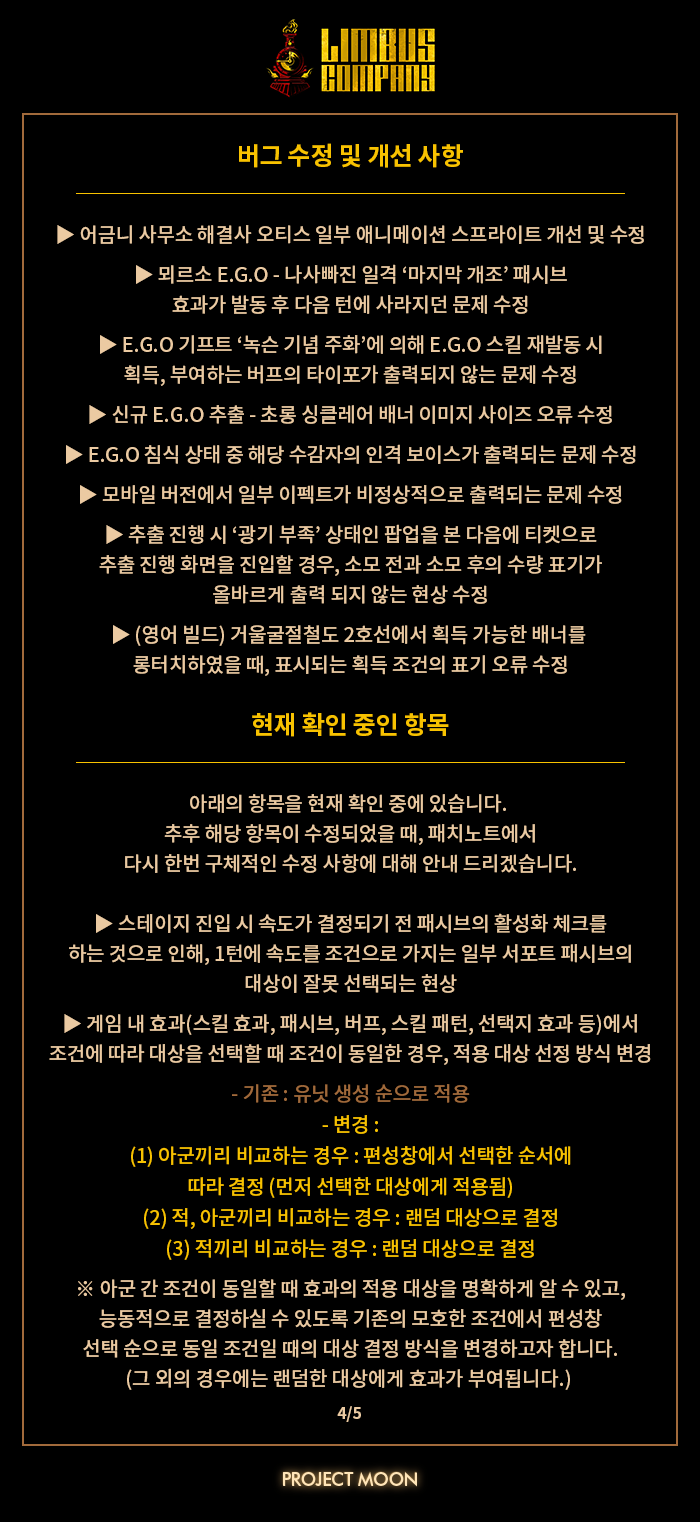 LIMBUS
COMPANY
버그 수정 및 개선 사항
▶ 어금니 사무소 해결사 오티스 일부 애니메이션 스프라이트 개선 및 수정
▶ 뫼르소 E.G.O - 나사빠진 일격 ‘마지막 개조’ 패시브
효과가 발동 후 다음 턴에 사라지던 문제 수정
▶ E.G.O 기프트 ‘녹슨 기념 주화’에 의해 E.G.O 스킬 재발동 시
획득, 부여하는 버프의 타이포가 출력되지 않는 문제 수정
▶ 신규 E.G.O 추출 - 초롱 싱클레어 배너 이미지 사이즈 오류 수정
▶ E.G.O 침식 상태 중 해당 수감자의 인격 보이스가 출력되는 문제 수정
▶ 모바일 버전에서 일부 이펙트가 비정상적으로 출력되는 문제 수정
▶ 추출 진행 시 ‘광기 부족’ 상태인 팝업을 본 다음에 티켓으로
추출 진행 화면을 진입할 경우, 소모 전과 소모 후의 수량 표기가
올바르게 출력 되지 않는 현상 수정
▶ (영어 빌드) 거울굴절철도 2호선에서 획득 가능한 배너를
롱터치하였을 때, 표시되는 획득 조건의 표기 오류 수정
현재 확인 중인 항목
아래의 항목을 현재 확인 중에 있습니다.
추후 해당 항목이 수정되었을 때, 패치노트에서
다시 한번 구체적인 수정 사항에 대해 안내 드리겠습니다.
▶ 스테이지 진입 시 속도가 결정되기 전 패시브의 활성화 체크를
하는 것으로 인해, 1턴에 속도를 조건으로 가지는 일부 서포트 패시브의
대상이 잘못 선택되는 현상
▶ 게임 내 효과(스킬 효과, 패시브, 버프, 스킬 패턴, 선택지 효과 등)에서
조건에 따라 대상을 선택할 때 조건이 동일한 경우, 적용 대상 선정 방식 변경
- 기존 : 유닛 생성 순으로 적용
- 변경 :
(1) 아군끼리 비교하는 경우 : 편성창에서 선택한 순서에
따라 결정 (먼저 선택한 대상에게 적용됨)
(2) 적, 아군끼리 비교하는 경우 : 랜덤 대상으로 결정
(3) 적끼리 비교하는 경우 : 랜덤 대상으로 결정
※ 아군 간 조건이 동일할 때 효과의 적용 대상을 명확하게 알 수 있고,
능동적으로 결정하실 수 있도록 기존의 모호한 조건에서 편성창
선택 순으로 동일 조건일 때의 대상 결정 방식을 변경하고자 합니다.
(그 외의 경우에는 랜덤한 대상에게 효과가 부여됩니다.)
4/5
PROJECT MOON